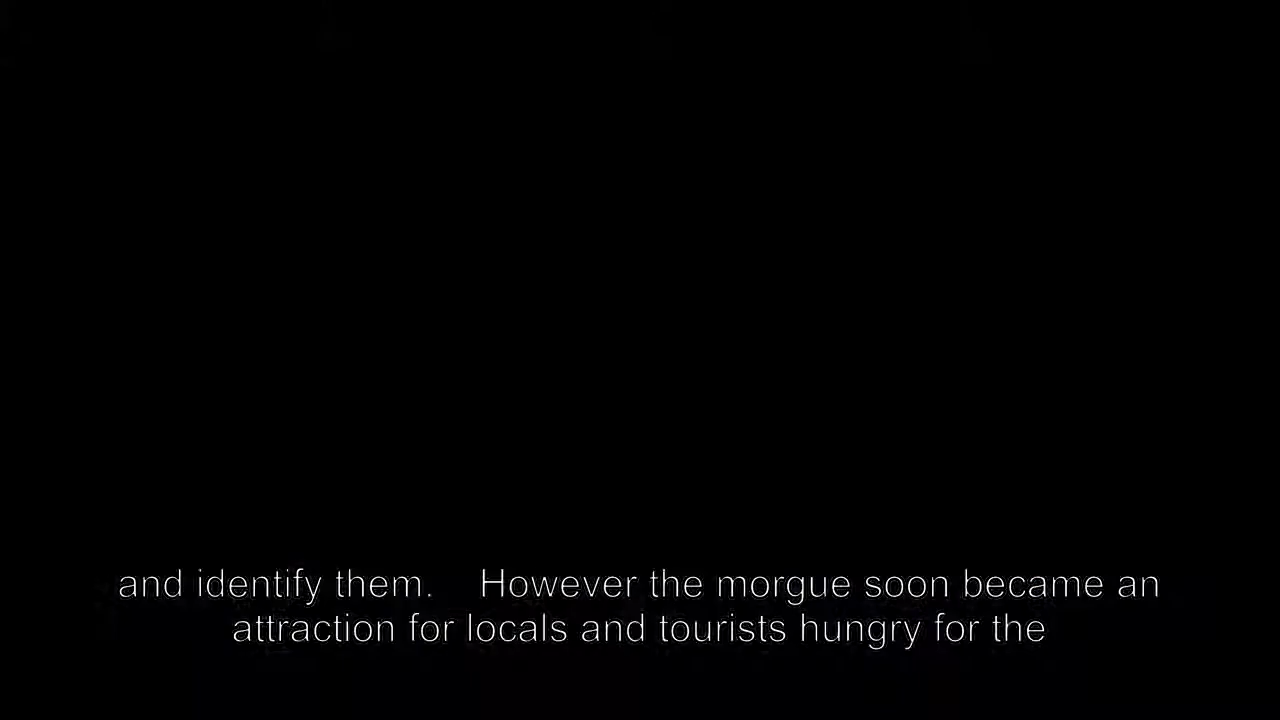 and identify them.    However the morgue soon became an
attraction for locals and tourists hungry for the